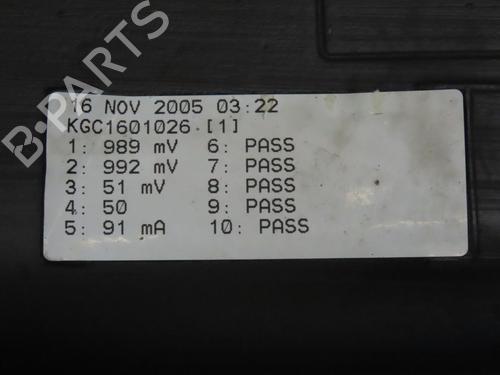 B-PARTS
16 NOV 2005 03:22
KGC1601026 [1]
1: 989 mV 6: PASS
2: 992 mV 7: PASS
3: 51 mV 8: PASS
4: 50 9: PASS
5: 91 mA 10: PASS